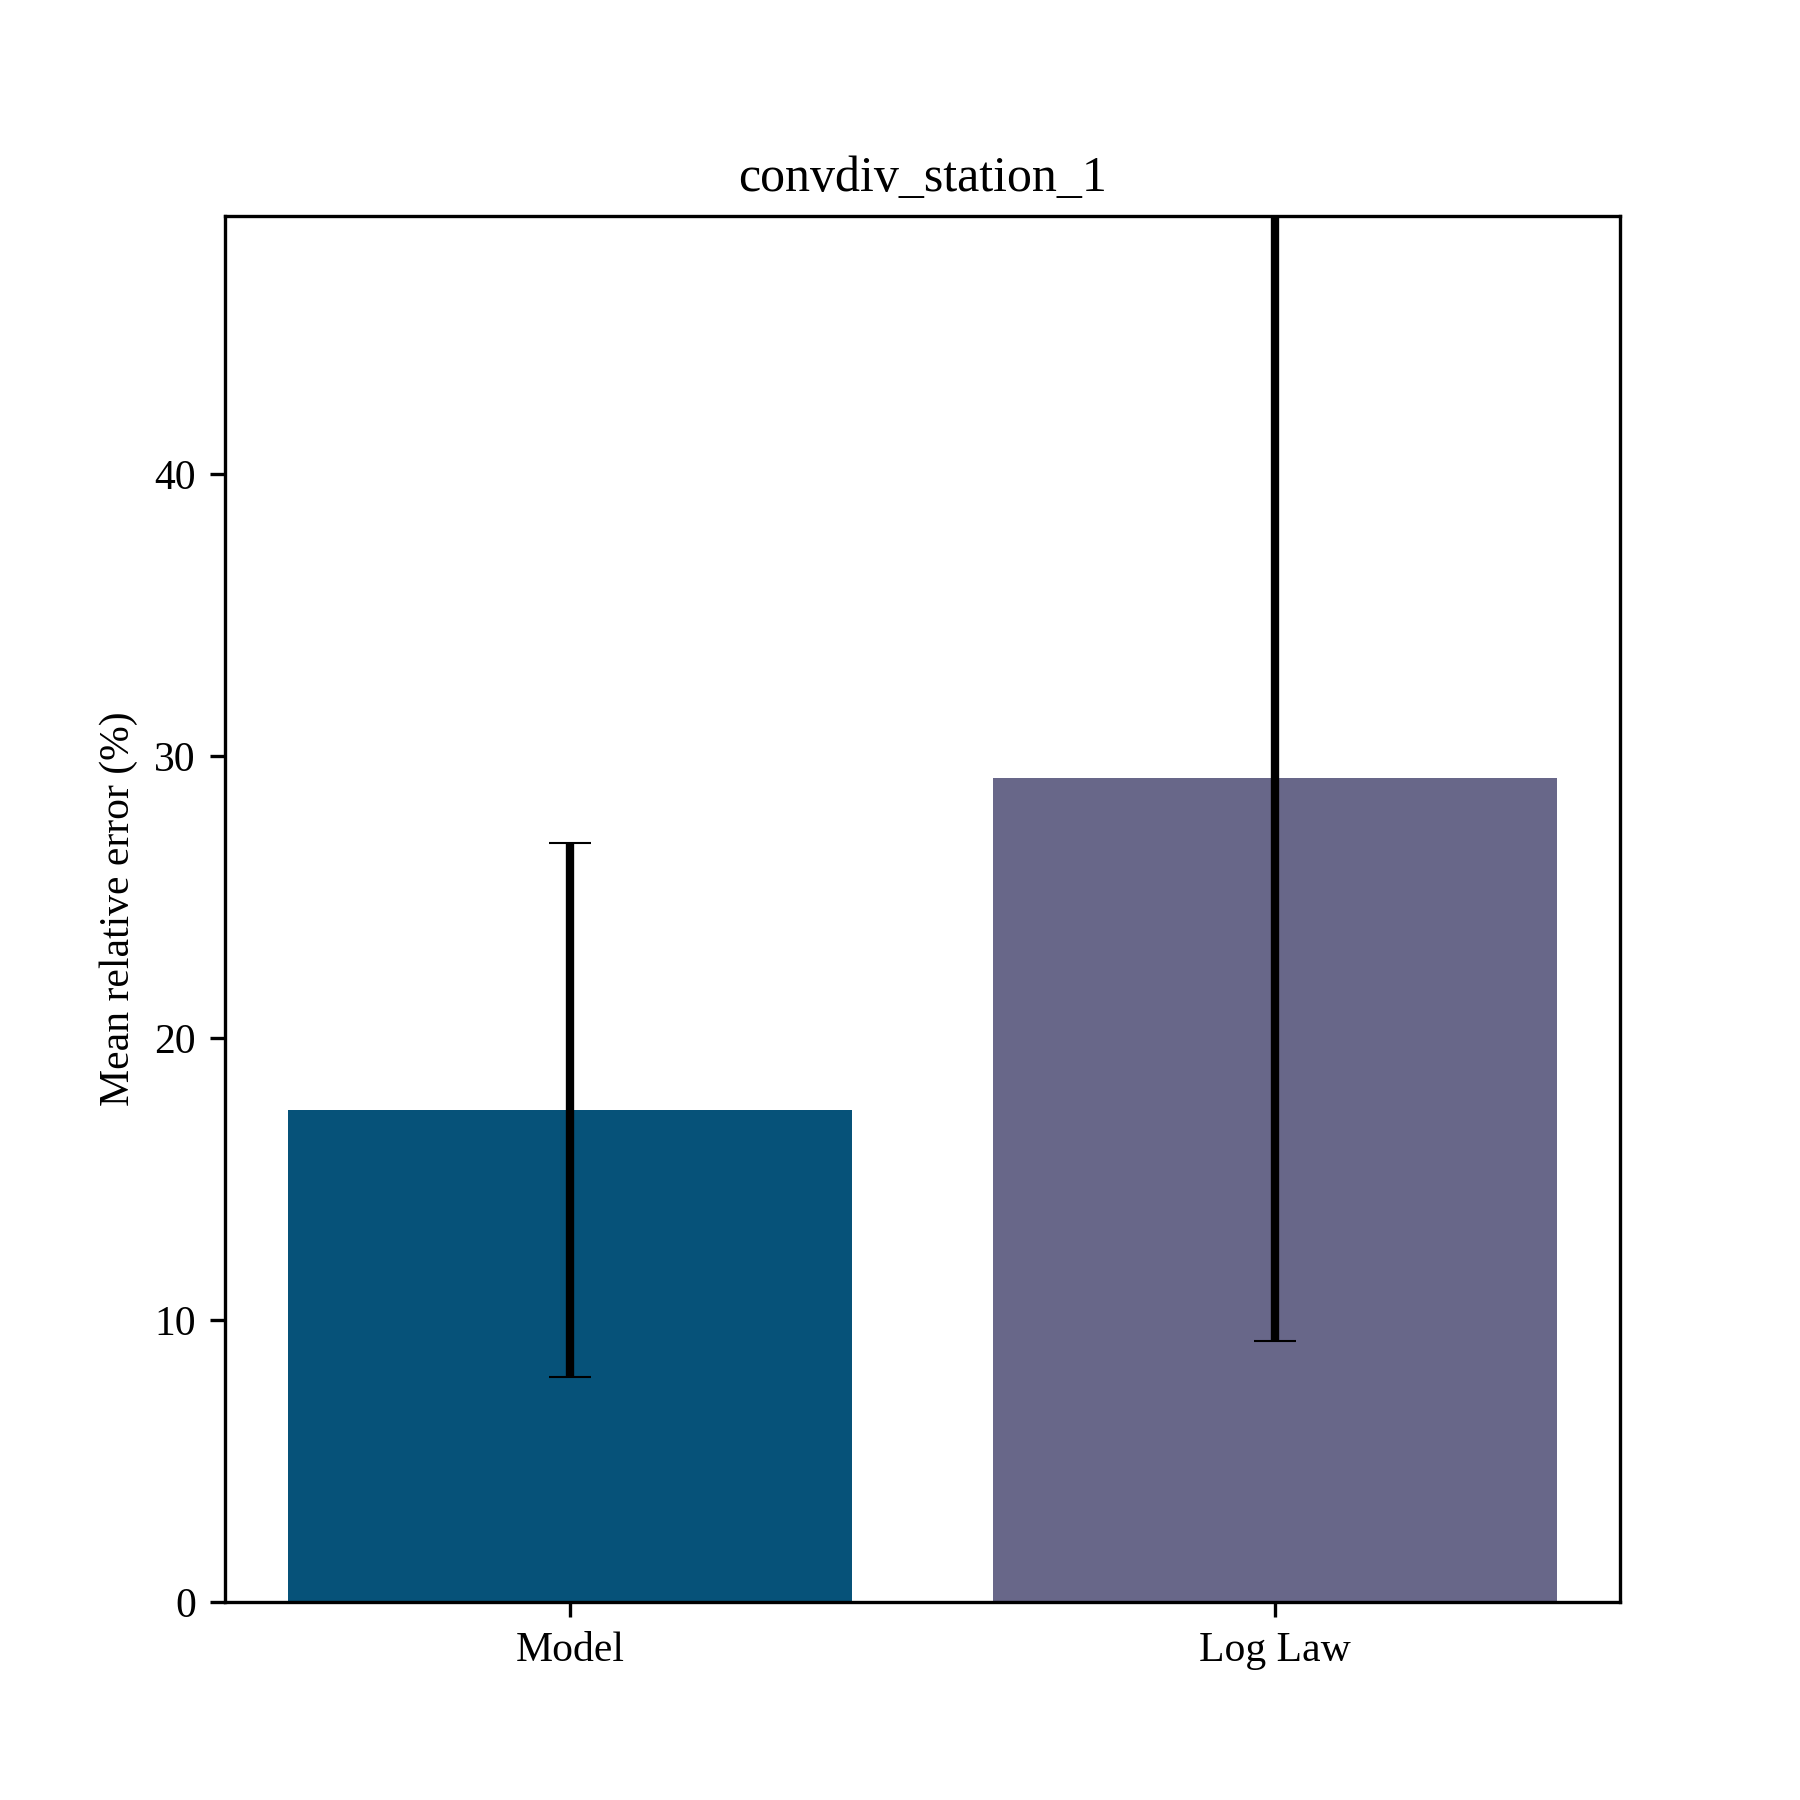 convdiv_station_1
Mean relative error (%)
40
30
20
10
0
Model
Log Law